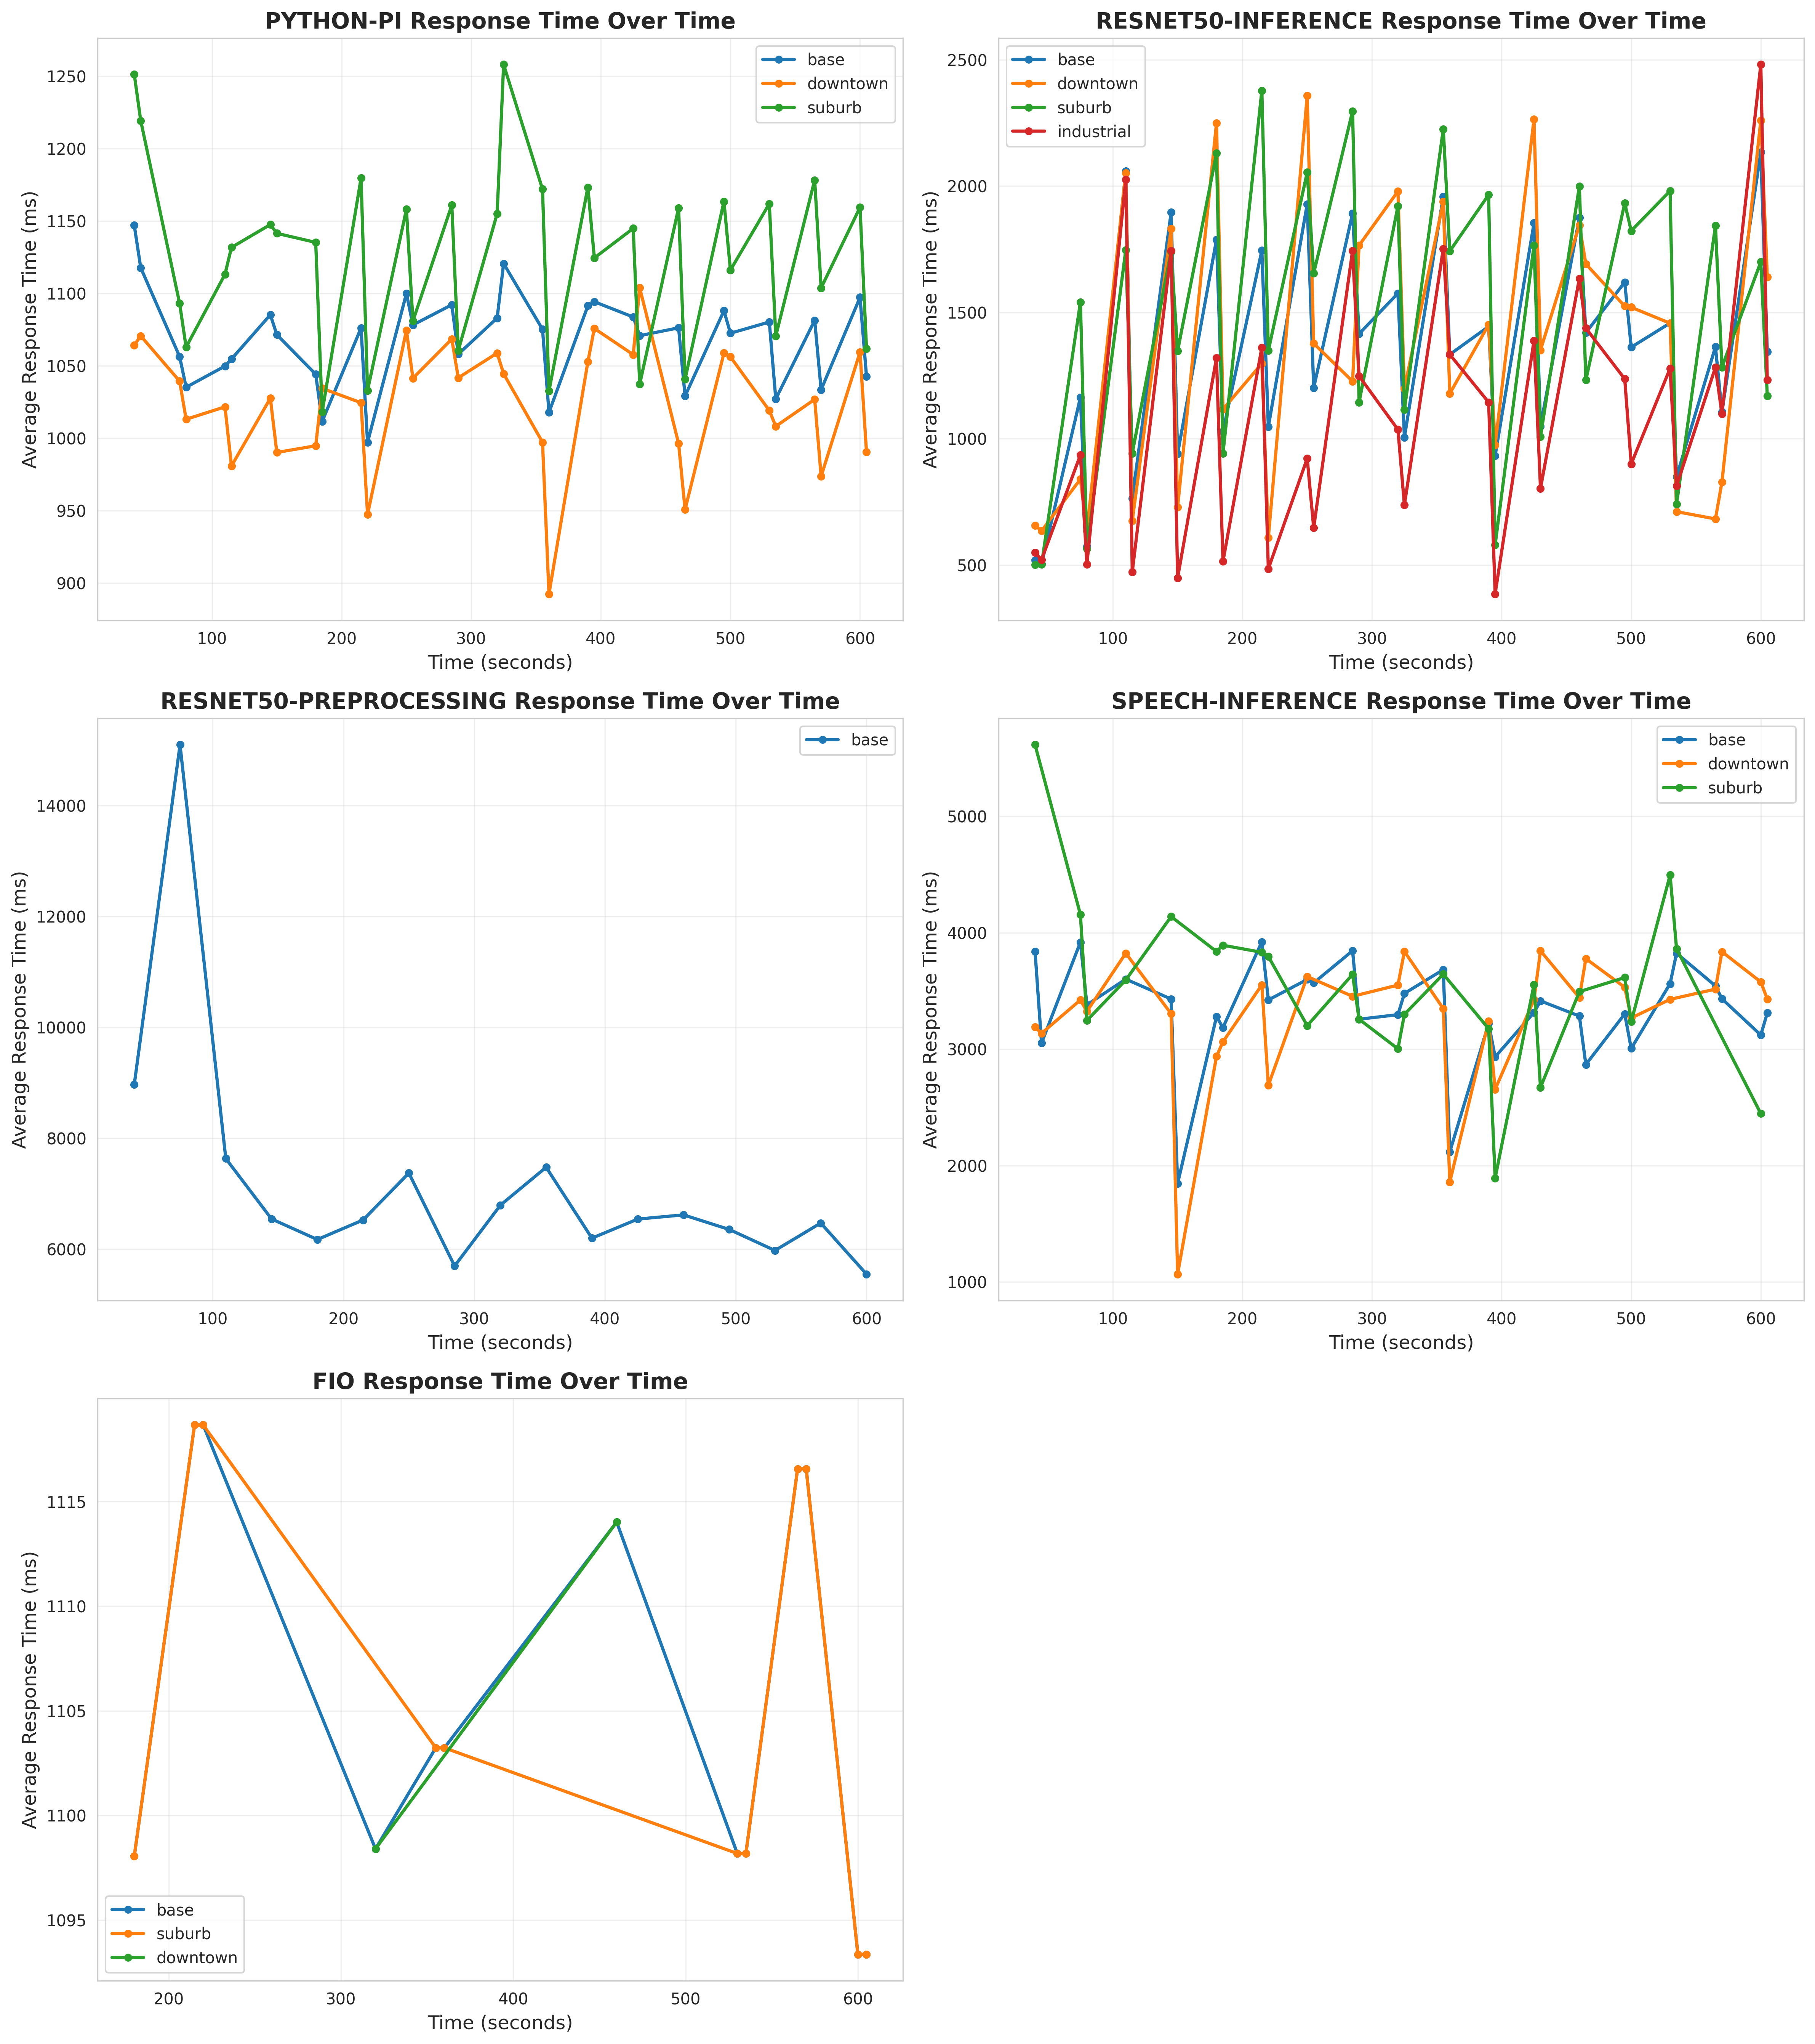 PYTHON-PI Response Time Over Time
base
downtown
suburb
1250
1200
1150
1100
1050
1000
950
900
Average Response Time (ms)
100 200 300 400 500 600
Time (seconds)
RESNET50-INFERENCE Response Time Over Time
base
downtown
suburb
industrial
2500
2000
1500
1000
500
Average Response Time (ms)
100 200 300 400 500 600
Time (seconds)
RESNET50-PREPROCESSING Response Time Over Time
base
14000
12000
10000
8000
6000
Average Response Time (ms)
100 200 300 400 500 600
Time (seconds)
SPEECH-INFERENCE Response Time Over Time
base
downtown
suburb
5000
4000
3000
2000
1000
Average Response Time (ms)
100 200 300 400 500 600
Time (seconds)
FIO Response Time Over Time
1115
1110
1105
1100
1095
Average Response Time (ms)
base
suburb
downtown
200 300 400 500 600
Time (seconds)